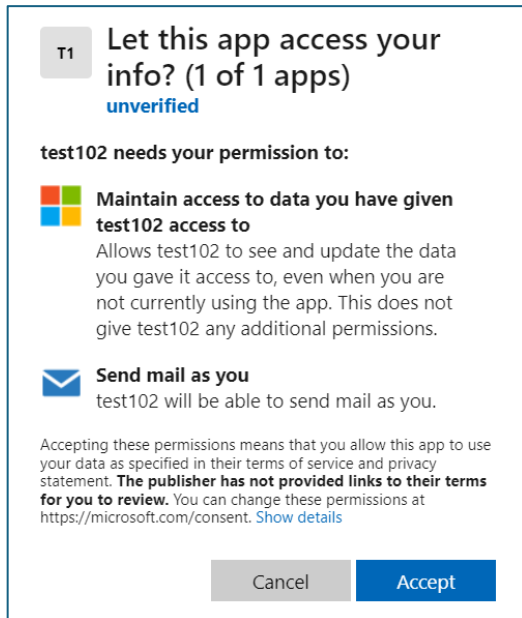 T1
Let this app access your
info? (1 of 1 apps)
unverified
test102 needs your permission to:
Maintain access to data you have given
test102 access to
Allows test102 to see and update the data
you gave it access to, even when you are
not currently using the app. This does not
give test102 any additional permissions.
Send mail as you
test102 will be able to send mail as you.
Accepting these permissions means that you allow this app to use
your data as specified in their terms of service and privacy
statement. The publisher has not provided links to their terms
for you to review. You can change these permissions at
https://microsoft.com/consent. Show details
Cancel
Accept